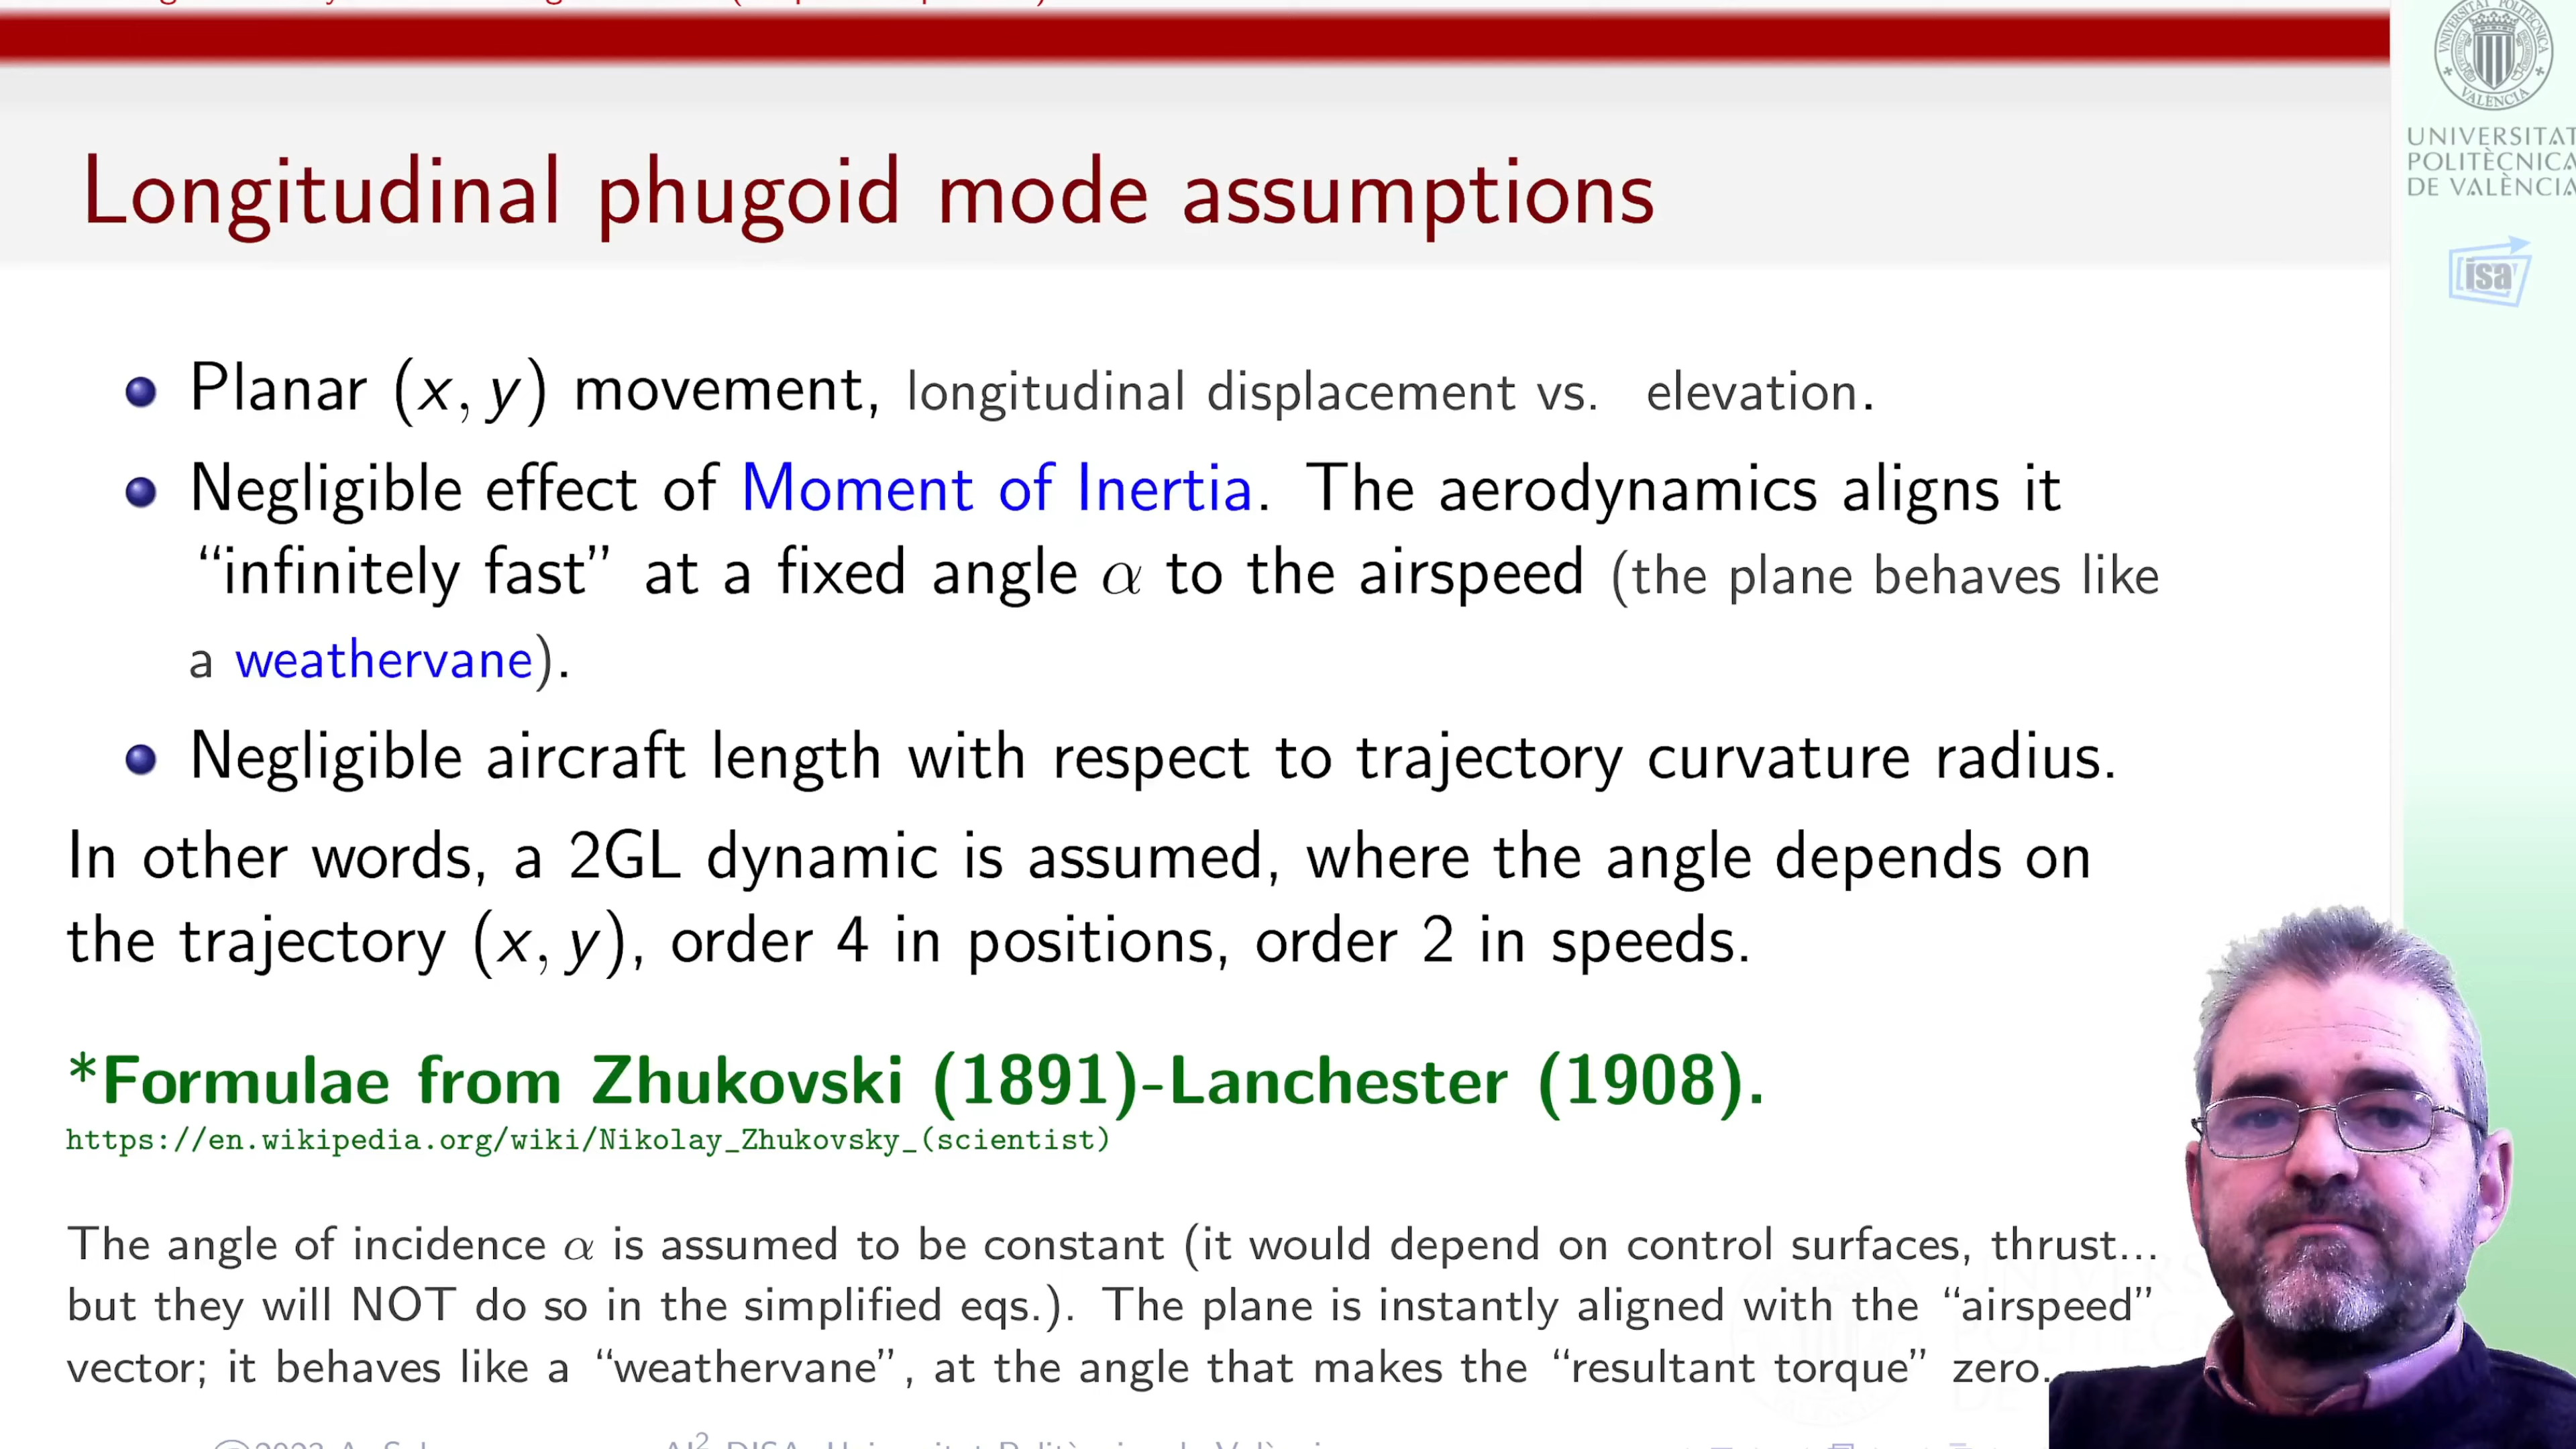 UNIVERSITAT
POLITÈCNICA
DE VALÈNCIA
isa
Longitudinal phugoid mode assumptions
Planar (x, y) movement, longitudinal displacement vs. elevation.
Negligible effect of Moment of Inertia. The aerodynamics aligns it
“infinitely fast” at a fixed angle α to the airspeed (the plane behaves like
a weathervane).
Negligible aircraft length with respect to trajectory curvature radius.
In other words, a 2GL dynamic is assumed, where the angle depends on
the trajectory (x, y), order 4 in positions, order 2 in speeds.
*Formulae from Zhukovski (1891)-Lanchester (1908).
https://en.wikipedia.org/wiki/Nikolay_Zhukovsky_(scientist)
The angle of incidence α is assumed to be constant (it would depend on control surfaces, thrust...
but they will NOT do so in the simplified eqs.). The plane is instantly aligned with the “airspeed”
vector; it behaves like a “weathervane”, at the angle that makes the “resultant torque” zero.